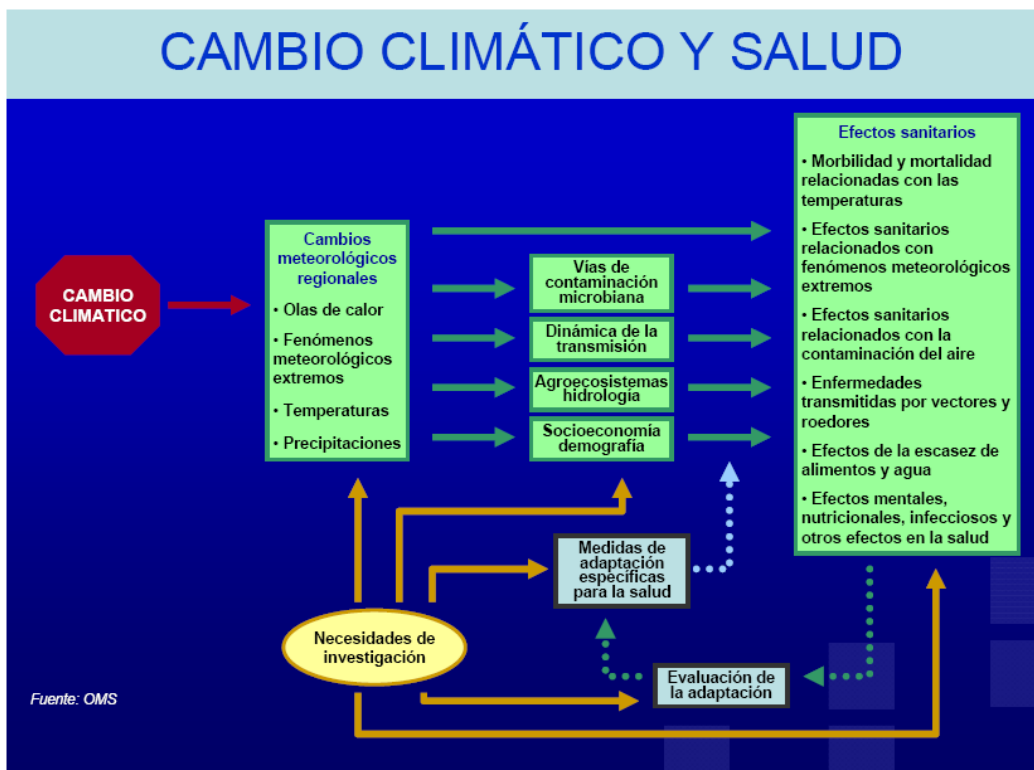 CAMBIO CLIMÁTICO Y SALUD
CAMBIO
CLIMATICO
Cambios
meteorológicos
regionales
• Olas de calor
• Fenómenos
meteorológicos
extremos
• Temperaturas
• Precipitaciones
Vías de
contaminación
microbiana
Dinámica de la
transmisión
Agroecosistemas
hidrología
Socioeconomía
demografía
Efectos sanitarios
• Morbilidad y mortalidad
relacionadas con las
temperaturas
• Efectos sanitarios
relacionados con
fenómenos meteorológicos
extremos
• Efectos sanitarios
relacionados con la
contaminación del aire
• Enfermedades
transmitidas por vectores y
roedores
• Efectos de la escasez de
alimentos y agua
• Efectos mentales,
nutricionales, infecciosos y
otros efectos en la salud
Medidas de
adaptación
específicas
para la salud
Necesidades de
investigación
Evaluación de
la adaptación
Fuente: OMS